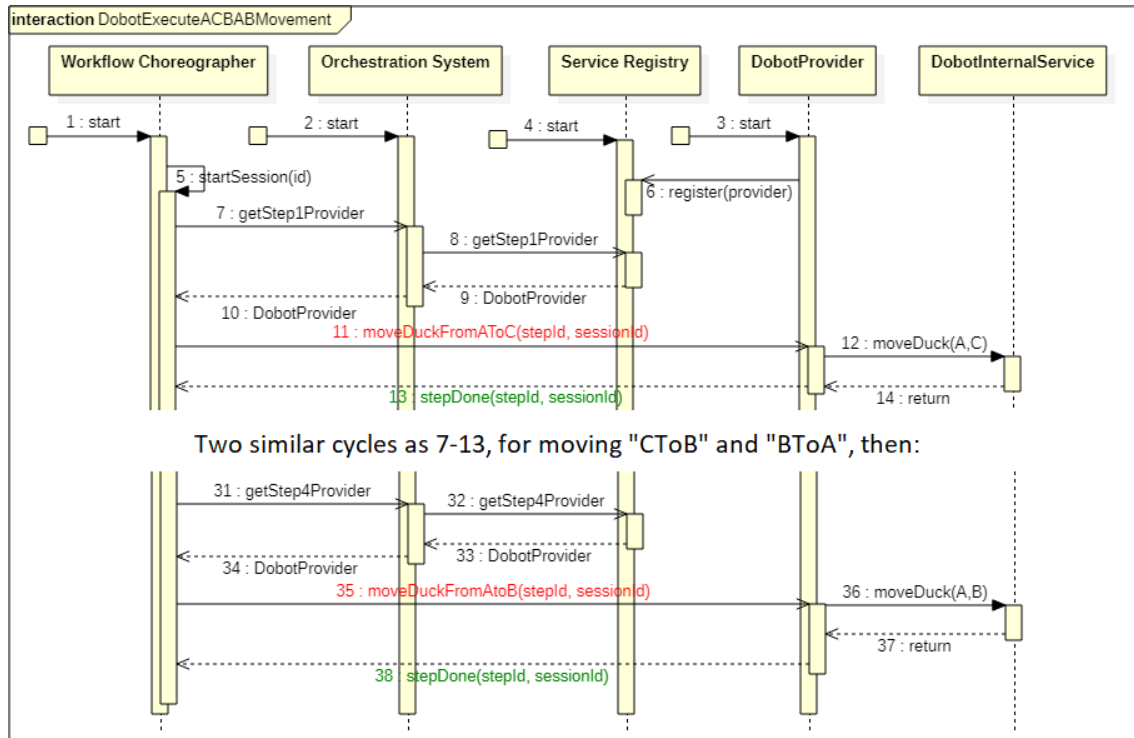 interaction DobotExecuteACBABMovement
Workflow Choreographer
Orchestration System
Service Registry
DobotProvider
DobotInternalService
1 : start
2 : start
4 : start
3 : start
5 : startSession(id)
6 : register(provider)
7 : getStep1Provider
8 : getStep1Provider
9 : DobotProvider
10 : DobotProvider
11 : moveDuckFromAToC(stepId, sessionId)
12 : moveDuck(A,C)
13 : stepDone(stepId, sessionId)
14 : return
Two similar cycles as 7-13, for moving "CToB" and "BToA", then:
31 : getStep4Provider
32 : getStep4Provider
33 : DobotProvider
34 : DobotProvider
35 : moveDuckFromAtoB(stepId, sessionId)
36 : moveDuck(A,B)
37 : return
38 : stepDone(stepId, sessionId)